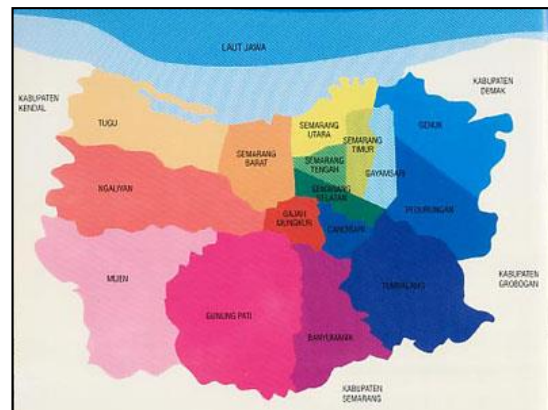 LAUT JAWA
KABUPATEN
KENDAL
KABUPATEN
DEMAK
TUGU
SEMARANG
UTARA
GENUK
SEMARANG
TIMUR
SEMARANG
BARAT
SEMARANG
TENGAH
GAYAMSARI
NGALIYAN
SEMARANG
SELATAN
PEDURUNGAN
GAJAH
MUNGKUR
CANDISARI
MIJEN
TEMBALANG
KABUPATEN
GROBOGAN
GUNUNG PATI
BANYUMANIK
KABUPATEN
SEMARANG